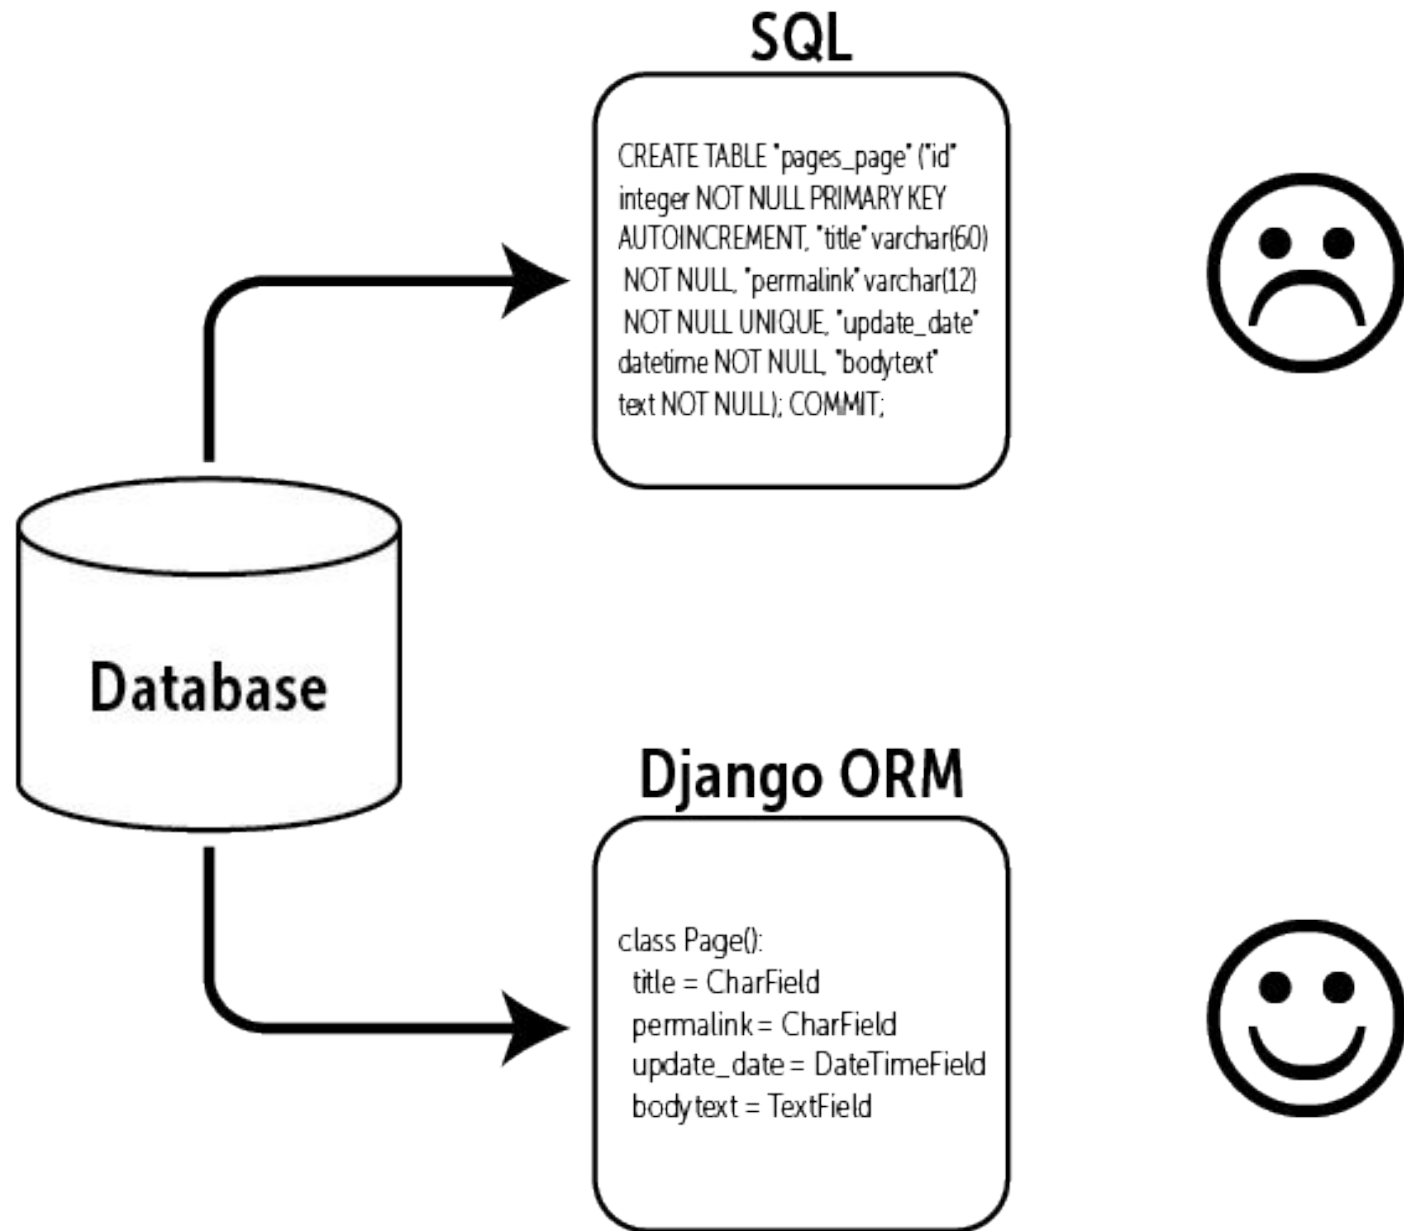 SQL
CREATE TABLE "pages_page" ("id"
integer NOT NULL PRIMARY KEY
AUTOINCREMENT, "title" varchar(60)
NOT NULL, "permalink" varchar(12)
NOT NULL UNIQUE, "update_date"
datetime NOT NULL, "bodytext"
text NOT NULL); COMMIT;
Database
Django ORM
class Page():
title = CharField
permalink = CharField
update_date = DateTimeField
bodytext = TextField